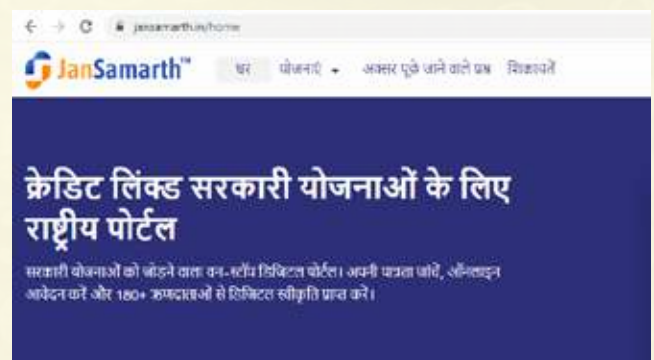 jansamarth.in/home
JanSamarth™ घर योजनाएं अक्सर पूछे जाने वाले प्रश्न शिकायतें
क्रेडिट लिंक्ड सरकारी योजनाओं के लिए
राष्ट्रीय पोर्टल
सरकारी योजनाओं को जोड़ने वाला वन-स्टॉप डिजिटल पोर्टल। अपनी पात्रता जांचें, ऑनलाइन
आवेदन करें और 180+ ऋणदाताओं से डिजिटल स्वीकृति प्राप्त करें।